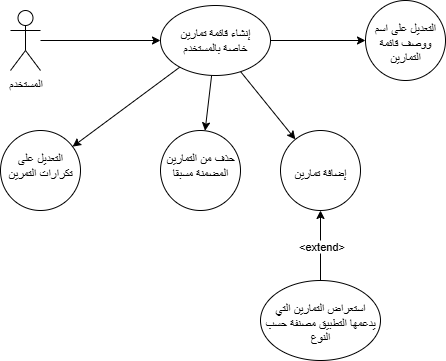 المستخدم
إنشاء قائمة تمارين
خاصة بالمستخدم
التعديل على اسم
ووصف قائمة
التمارين
التعديل على
تكرارات التمرين
حذف من التمارين
المضمنة مسبقا
إضافة تمارين
<extend>
استعراض التمارين التي
يدعمها التطبيق مصنفة حسب
النوع